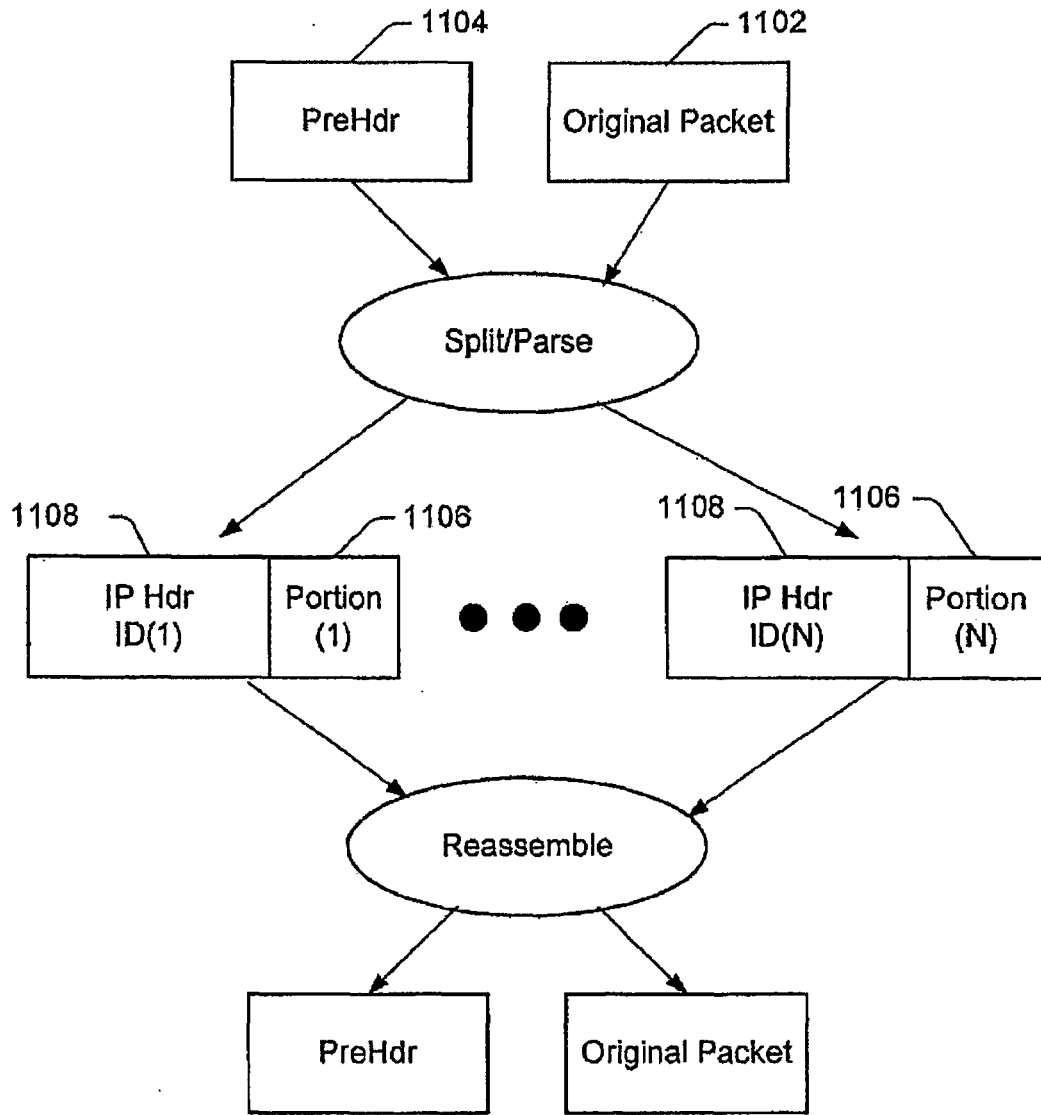 1104
1102
PreHdr
Original Packet
Split/Parse
1108
1106
1108
1106
IP Hdr
ID(1)
Portion
(1)
IP Hdr
ID(N)
Portion
(N)
Reassemble
PreHdr
Original Packet